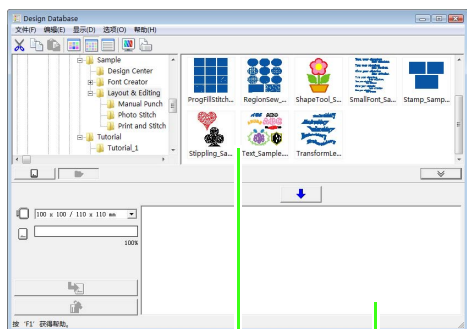 Design Database
文件(F) 编辑(E) 显示(D) 选项(O) 帮助(H)
Sample
Design Center
Font Creator
Layout & Editing
Manual Punch
Photo Stitch
Print and Stitch
Tutorial
Tutorial_1
ProgFillStitch... RegionSew_... ShapeTool_S... SmallFont_Sa... Stamp_Samp...
Stippling_Sa... Text_Sample.... TransformLe...
100 x 100 / 110 x 110 mm
100%
按 'F1' 获得帮助。